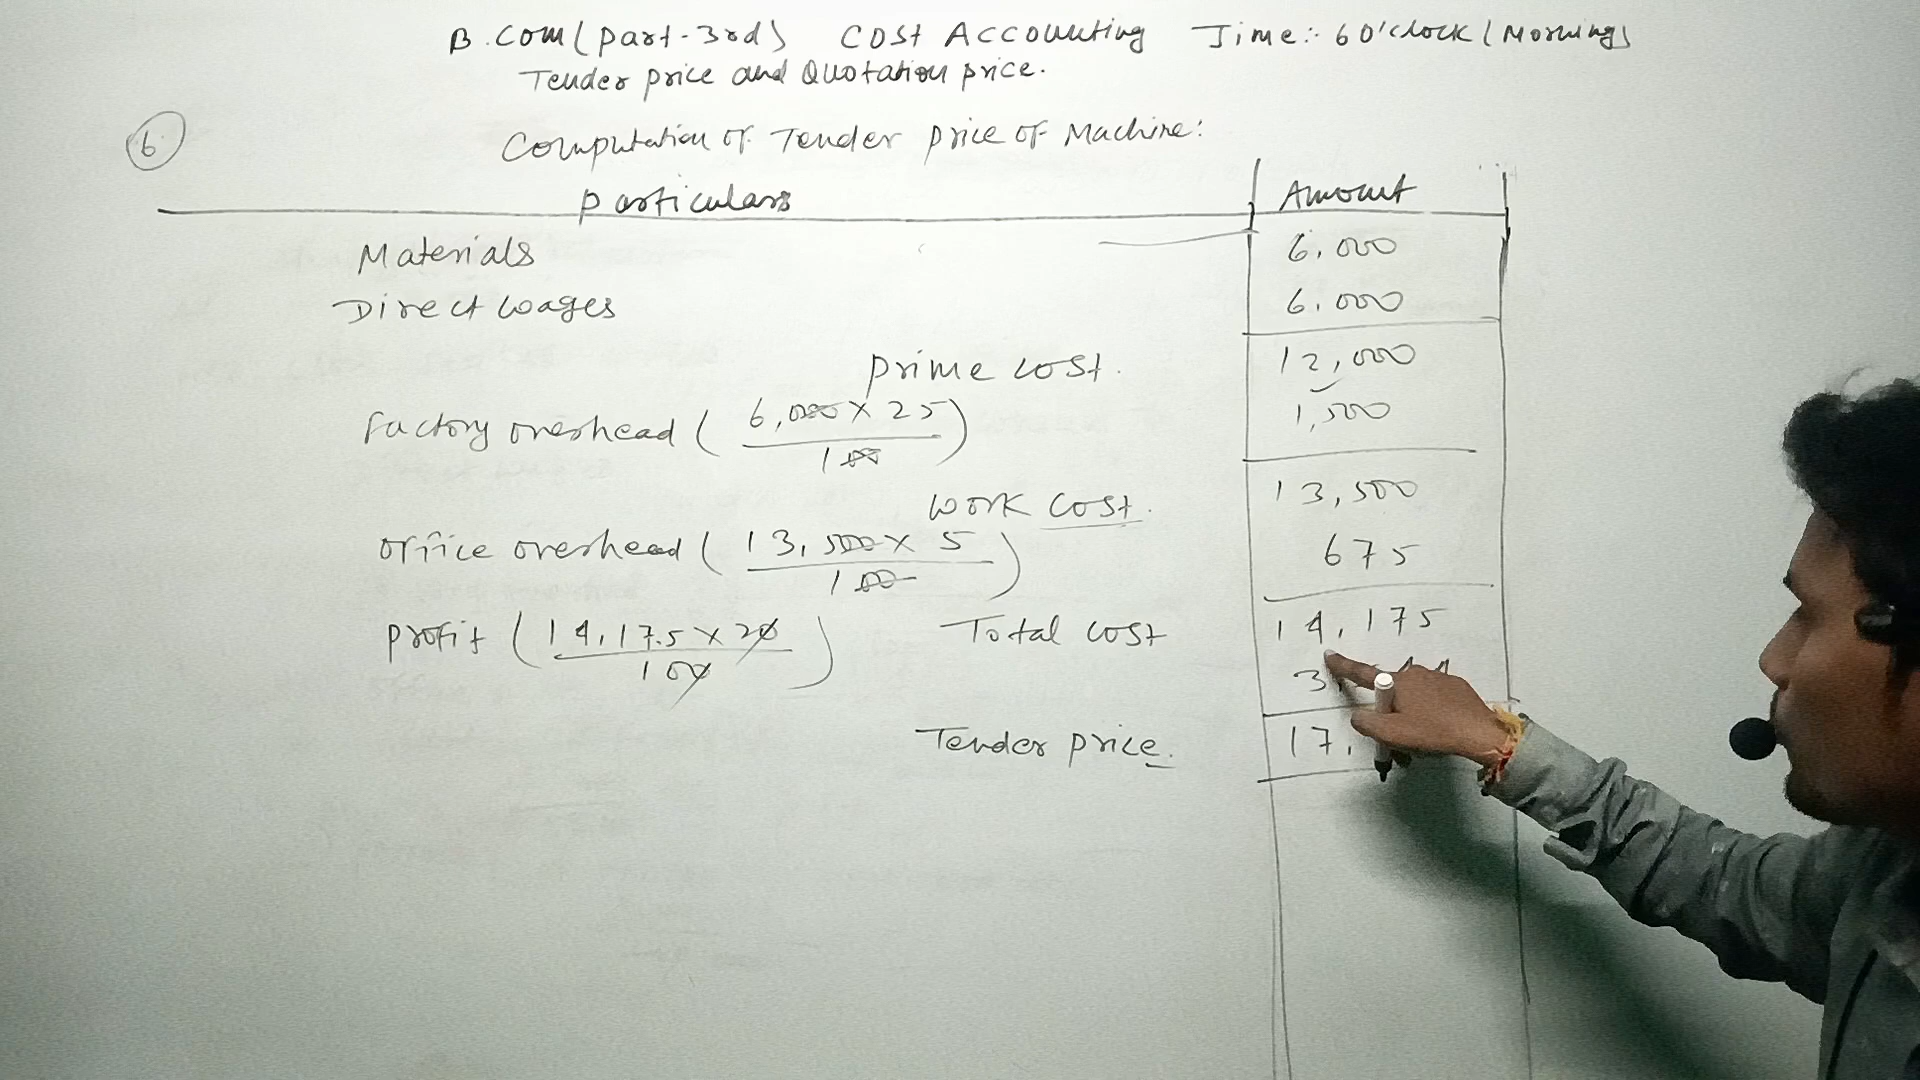 B.Com (Part-3rd) Cost Accounting Time:- 6 O'clock (Morning)
Tender price and Quotation price.
6
Computation of Tender price of Machine:
Particulars Amount
Materials 6,000
Direct wages 6,000
Prime cost. 12,000
Factory overhead (6,000 × 25 / 100) 1,500
Work cost. 13,500
Office overhead (13,500 × 5 / 100) 675
Total cost 14,175
Profit (14,175 × 20 / 100) 3,
Tender price. 17,